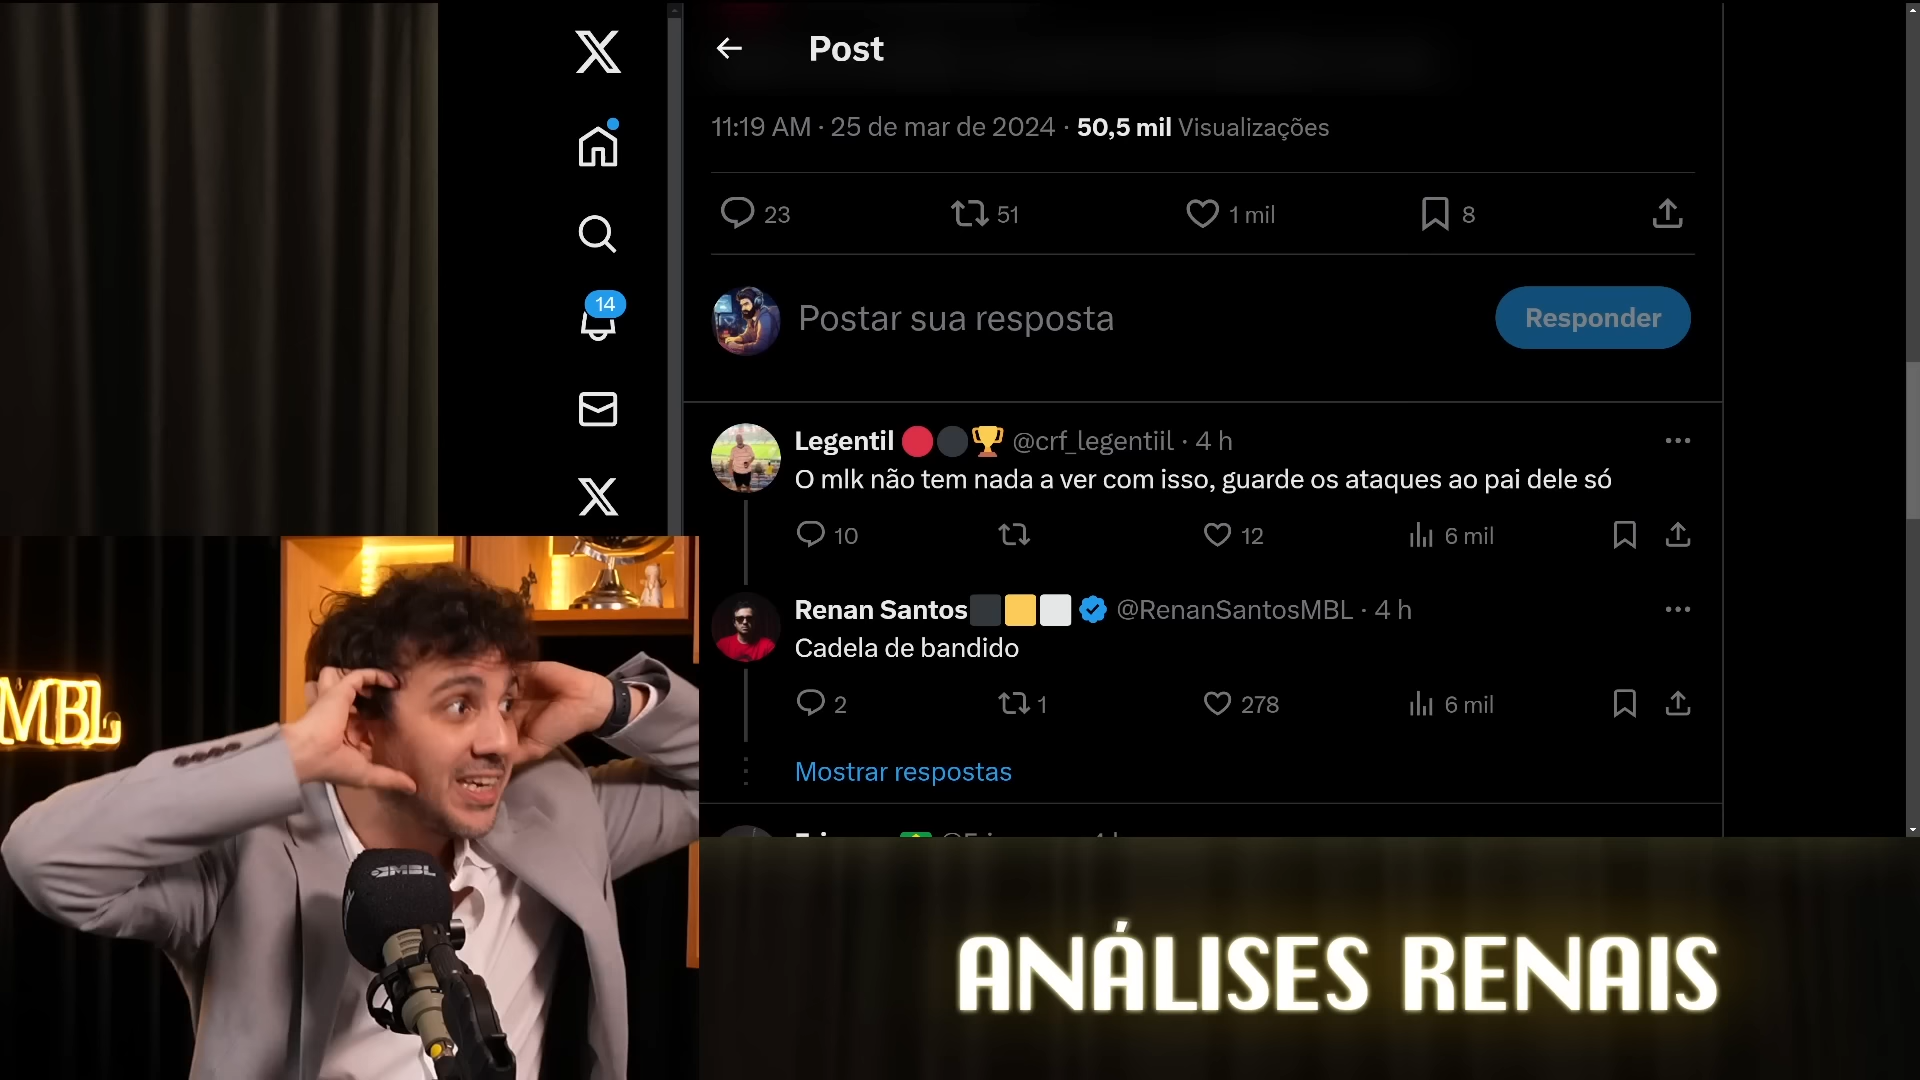 Post
11:19 AM · 25 de mar de 2024 · 50,5 mil Visualizações
23 51 1 mil 8
14
Postar sua resposta
Responder
Legentil @crf_legentiil · 4 h
O mlk não tem nada a ver com isso, guarde os ataques ao pai dele só
10 12 6 mil
Renan Santos @RenanSantosMBL · 4 h
Cadela de bandido
2 1 278 6 mil
Mostrar respostas
MBL
MBL
ANÁLISES RENAIS